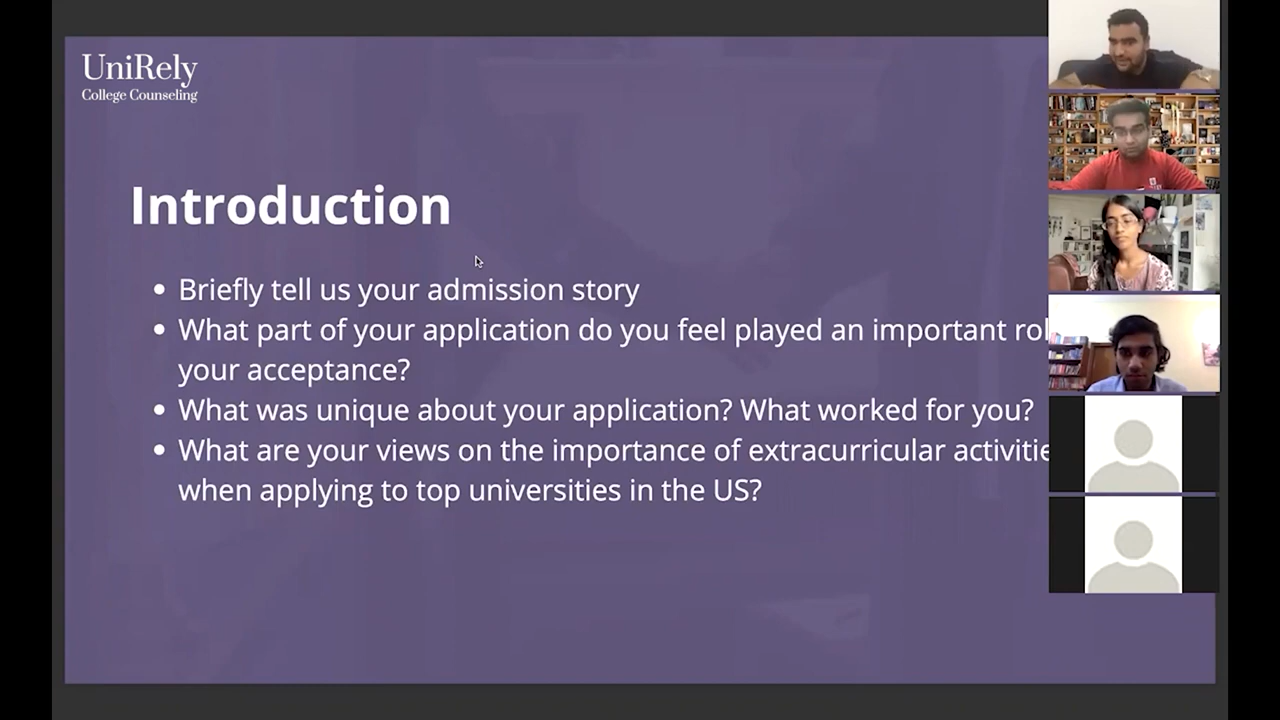 UniRely
College Counseling
Introduction
• Briefly tell us your admission story
• What part of your application do you feel played an important
your acceptance?
• What was unique about your application? What worked for you?
• What are your views on the importance of extracurricular
when applying to top universities in the US?